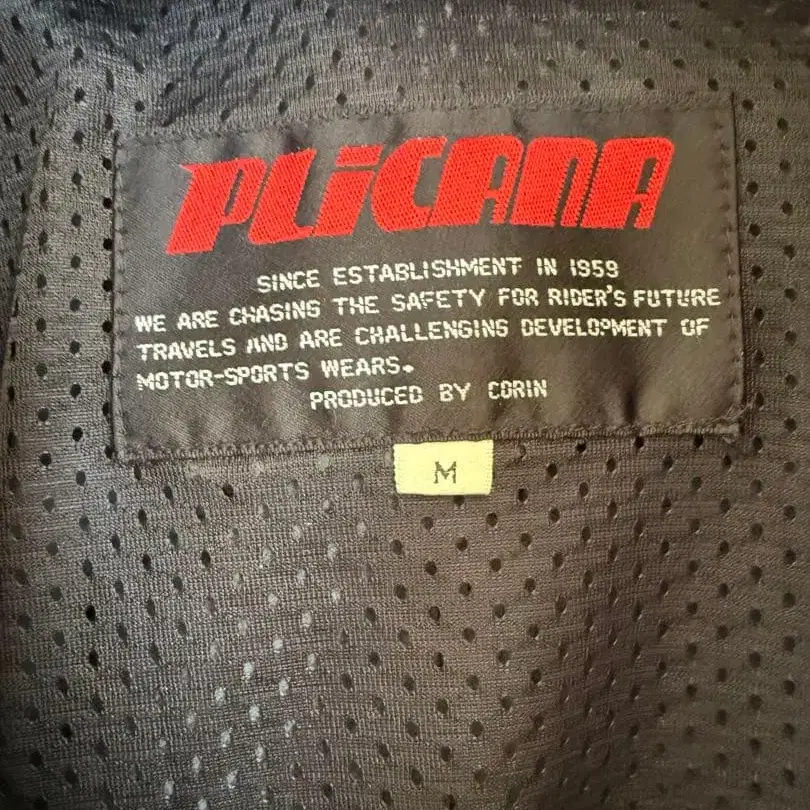 PLiCANA
SINCE ESTABLISHMENT IN 1959
WE ARE CHASING THE SAFETY FOR RIDER'S FUTURE
TRAVELS AND ARE CHALLENGING DEVELOPMENT OF
MOTOR-SPORTS WEARS.
PRODUCED BY CORIN
M